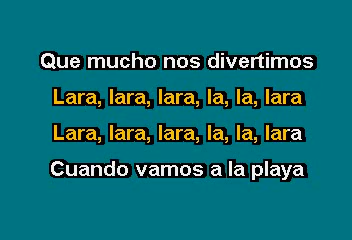 Que mucho nos divertimos
Lara, lara, lara, la, la, lara
Lara, lara, lara, la, la, lara
Cuando vamos a la playa